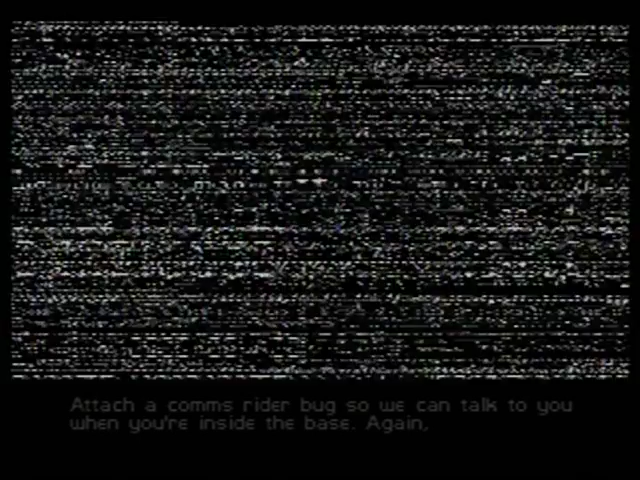 Attach a comms rider bug so we can talk to you
when you're inside the base. Again,